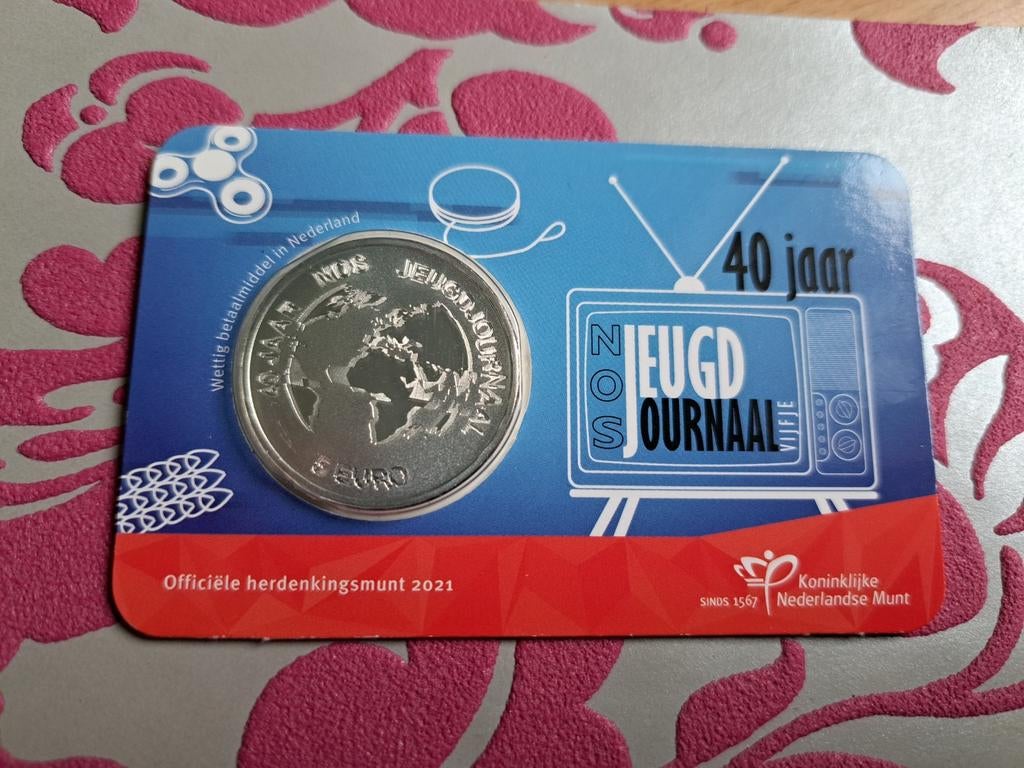 Wettig betaalmiddel in Nederland
40 JAAR NOS JEUGDJOURNAAL
5 EURO
40 jaar
NOS
JEUGD
JOURNAAL
VIJFJE
Officiële herdenkingsmunt 2021
SINDS 1567
Koninklijke
Nederlandse Munt